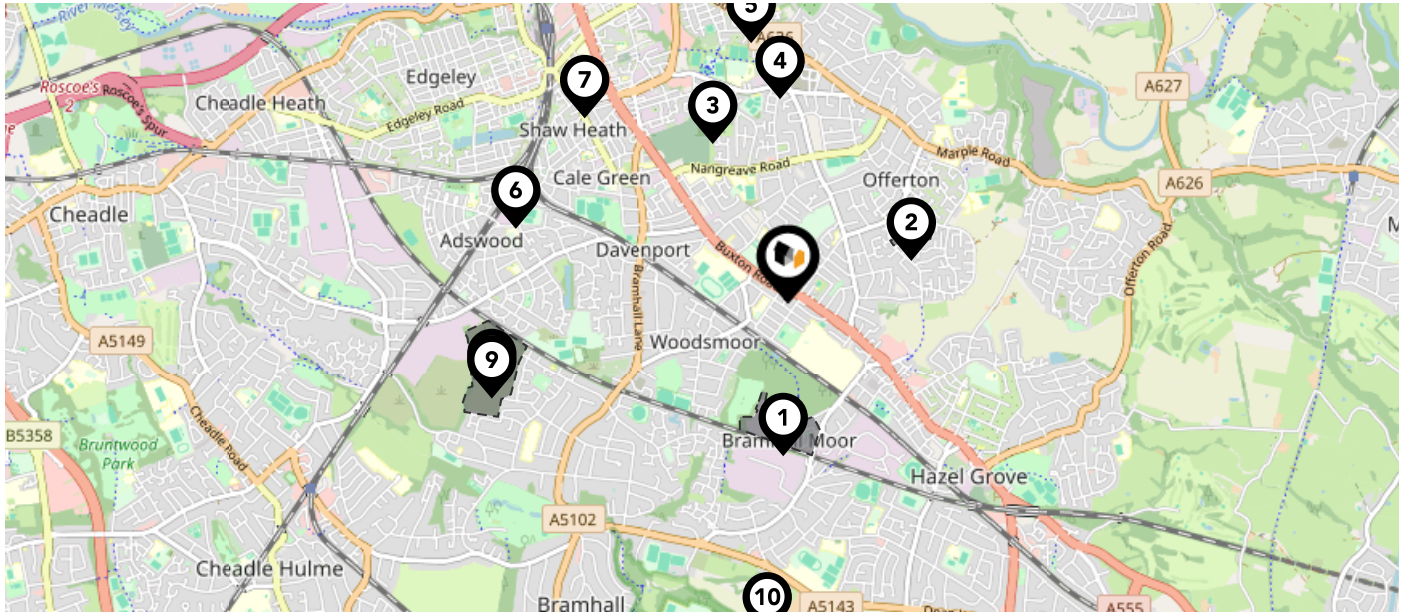 River Mersey
5
A626
Edgeley
7
4
Roscoe's
2
Roscoe's Spur
Cheadle Heath
Edgeley Road
3
A627
Shaw Heath
Nangreave Road
Marple Road
Cale Green
Offerton
A626
6
Cheadle
Adswood
Davenport
2
Buxton Road
Bramhall Lane
Offerton Road
A5149
Woodsmoor
9
1
Cheadle Road
B5358
Bruntwood
Park
Bramhall Moor
Hazel Grove
A5102
Cheadle Hulme
Bramhall
10
A5143
A555